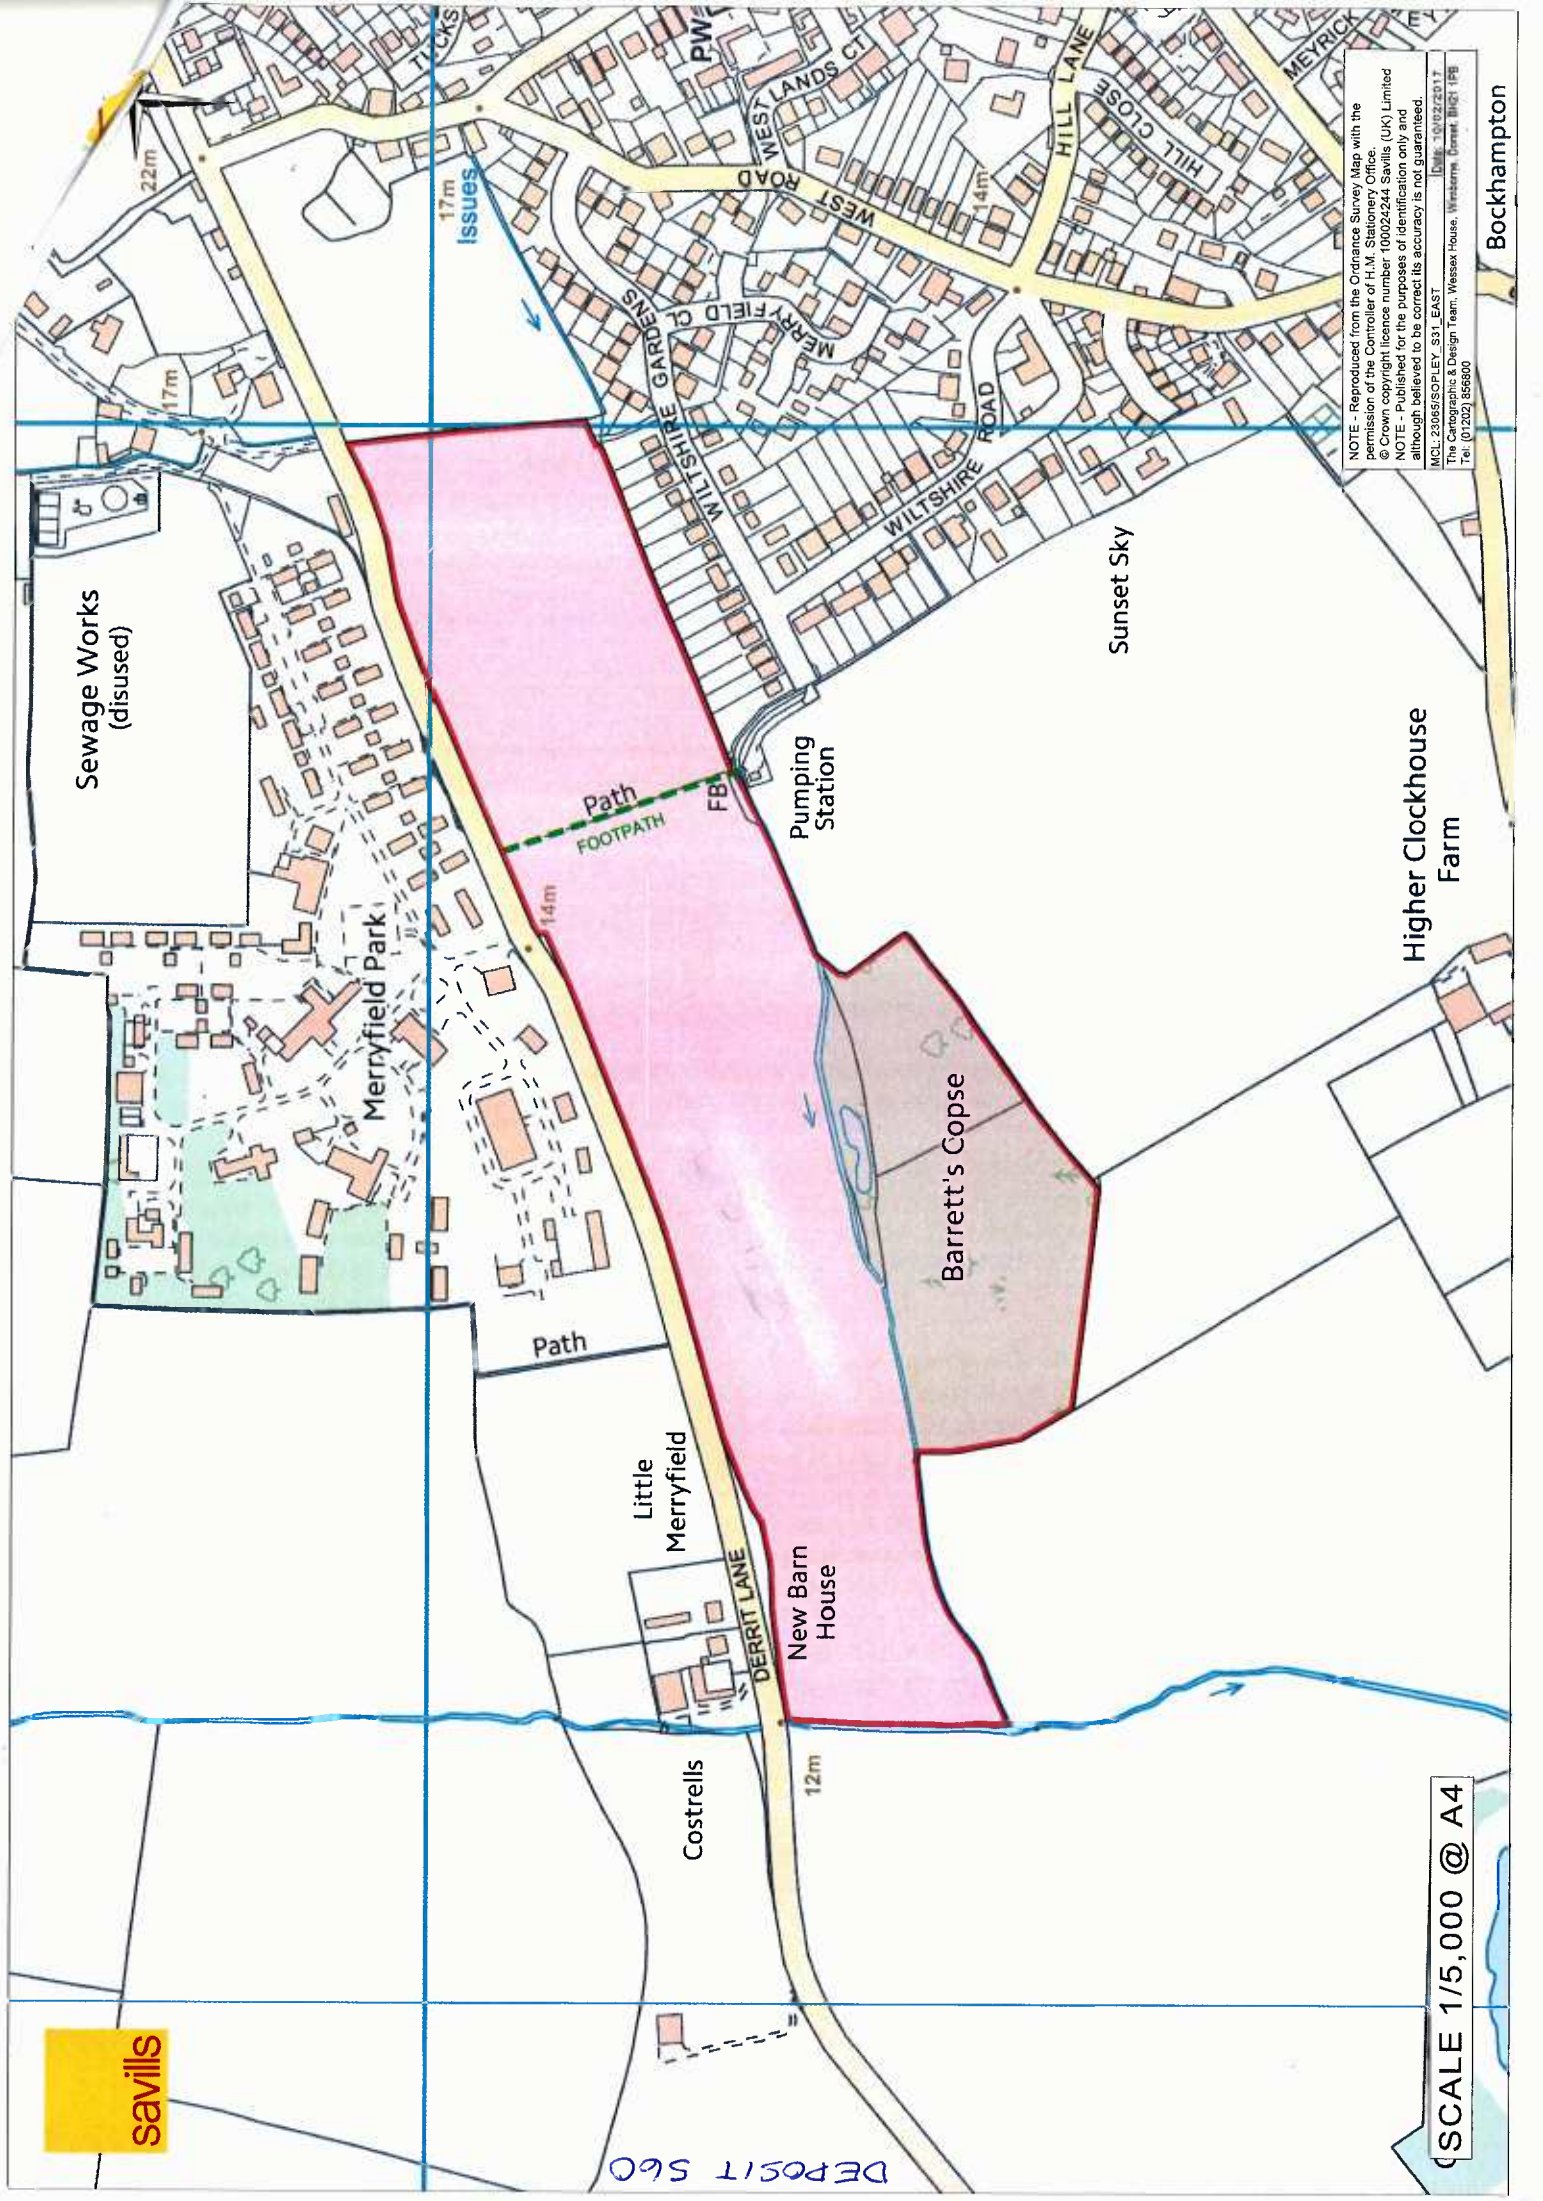 savills
Sewage Works
(disused)
22m
17m
TYCKS
17m
Issues
PW
WEST LANDS CT
ROAD
WEST
14m
HILL LANE
HILL
CLOSE
MEYRICK
WILTSHIRE GARDENS
MERRYFIELD CL
WILTSHIRE
WILTSHIRE
ROAD
Merryfield Park
Path
FOOTPATH
FB
14m
Pumping
Station
Sunset Sky
Path
Little
Merryfield
Barrett's Copse
DERRIT LANE
New Barn
House
Costrells
12m
Higher Clockhouse
Farm
Bockhampton
NOTE - Reproduced from the Ordnance Survey Map with the
permission of the Controller of H.M. Stationery Office.
© Crown copyright licence number 100024244 Savills (UK) Limited
NOTE - Published for the purposes of identification only and
although believed to be correct its accuracy is not guaranteed.
MCL: 23065/SOPLEY_S31_EAST
Date: 10/02/2017
The Cartographic & Design Team, Wessex House, Wimborne, Dorset, BH21 1PB
Tel: (01202) 856800
SCALE 1/5,000 @ A4
DEPOSIT 560